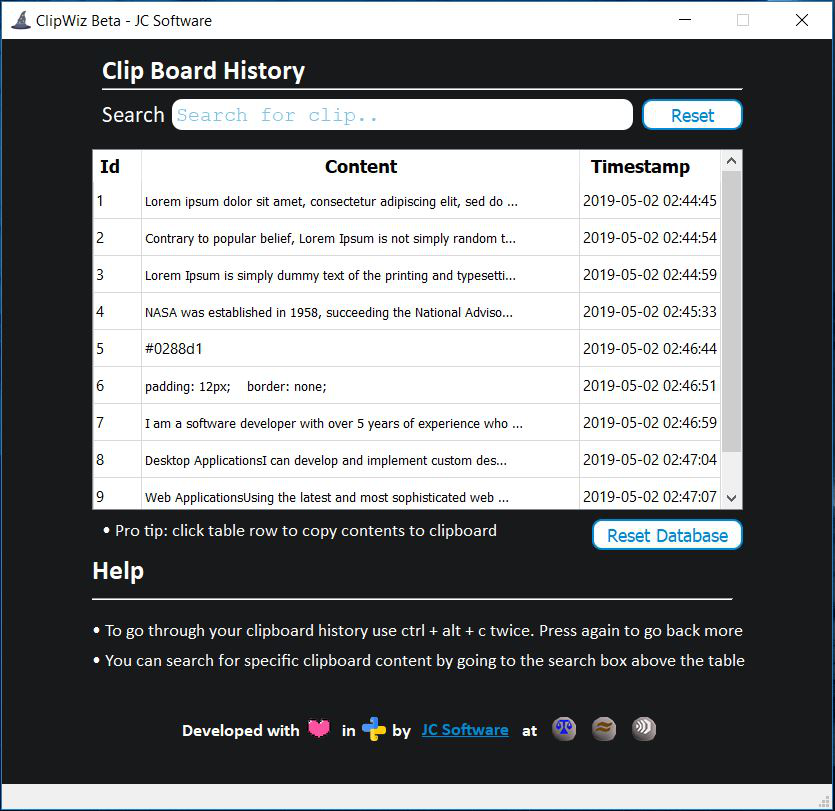 ClipWiz Beta - JC Software
Clip Board History
Search Search for clip.. Reset
Id Content Timestamp
1 Lorem ipsum dolor sit amet, consectetur adipiscing elit, sed do ... 2019-05-02 02:44:45
2 Contrary to popular belief, Lorem Ipsum is not simply random t... 2019-05-02 02:44:54
3 Lorem Ipsum is simply dummy text of the printing and typesetti... 2019-05-02 02:44:59
4 NASA was established in 1958, succeeding the National Adviso... 2019-05-02 02:45:33
5 #0288d1 2019-05-02 02:46:44
6 padding: 12px;    border: none; 2019-05-02 02:46:51
7 I am a software developer with over 5 years of experience who ... 2019-05-02 02:46:59
8 Desktop ApplicationsI can develop and implement custom des... 2019-05-02 02:47:04
9 Web ApplicationsUsing the latest and most sophisticated web ... 2019-05-02 02:47:07
• Pro tip: click table row to copy contents to clipboard Reset Database
Help
• To go through your clipboard history use ctrl + alt + c twice. Press again to go back more
• You can search for specific clipboard content by going to the search box above the table
Developed with in by JC Software at